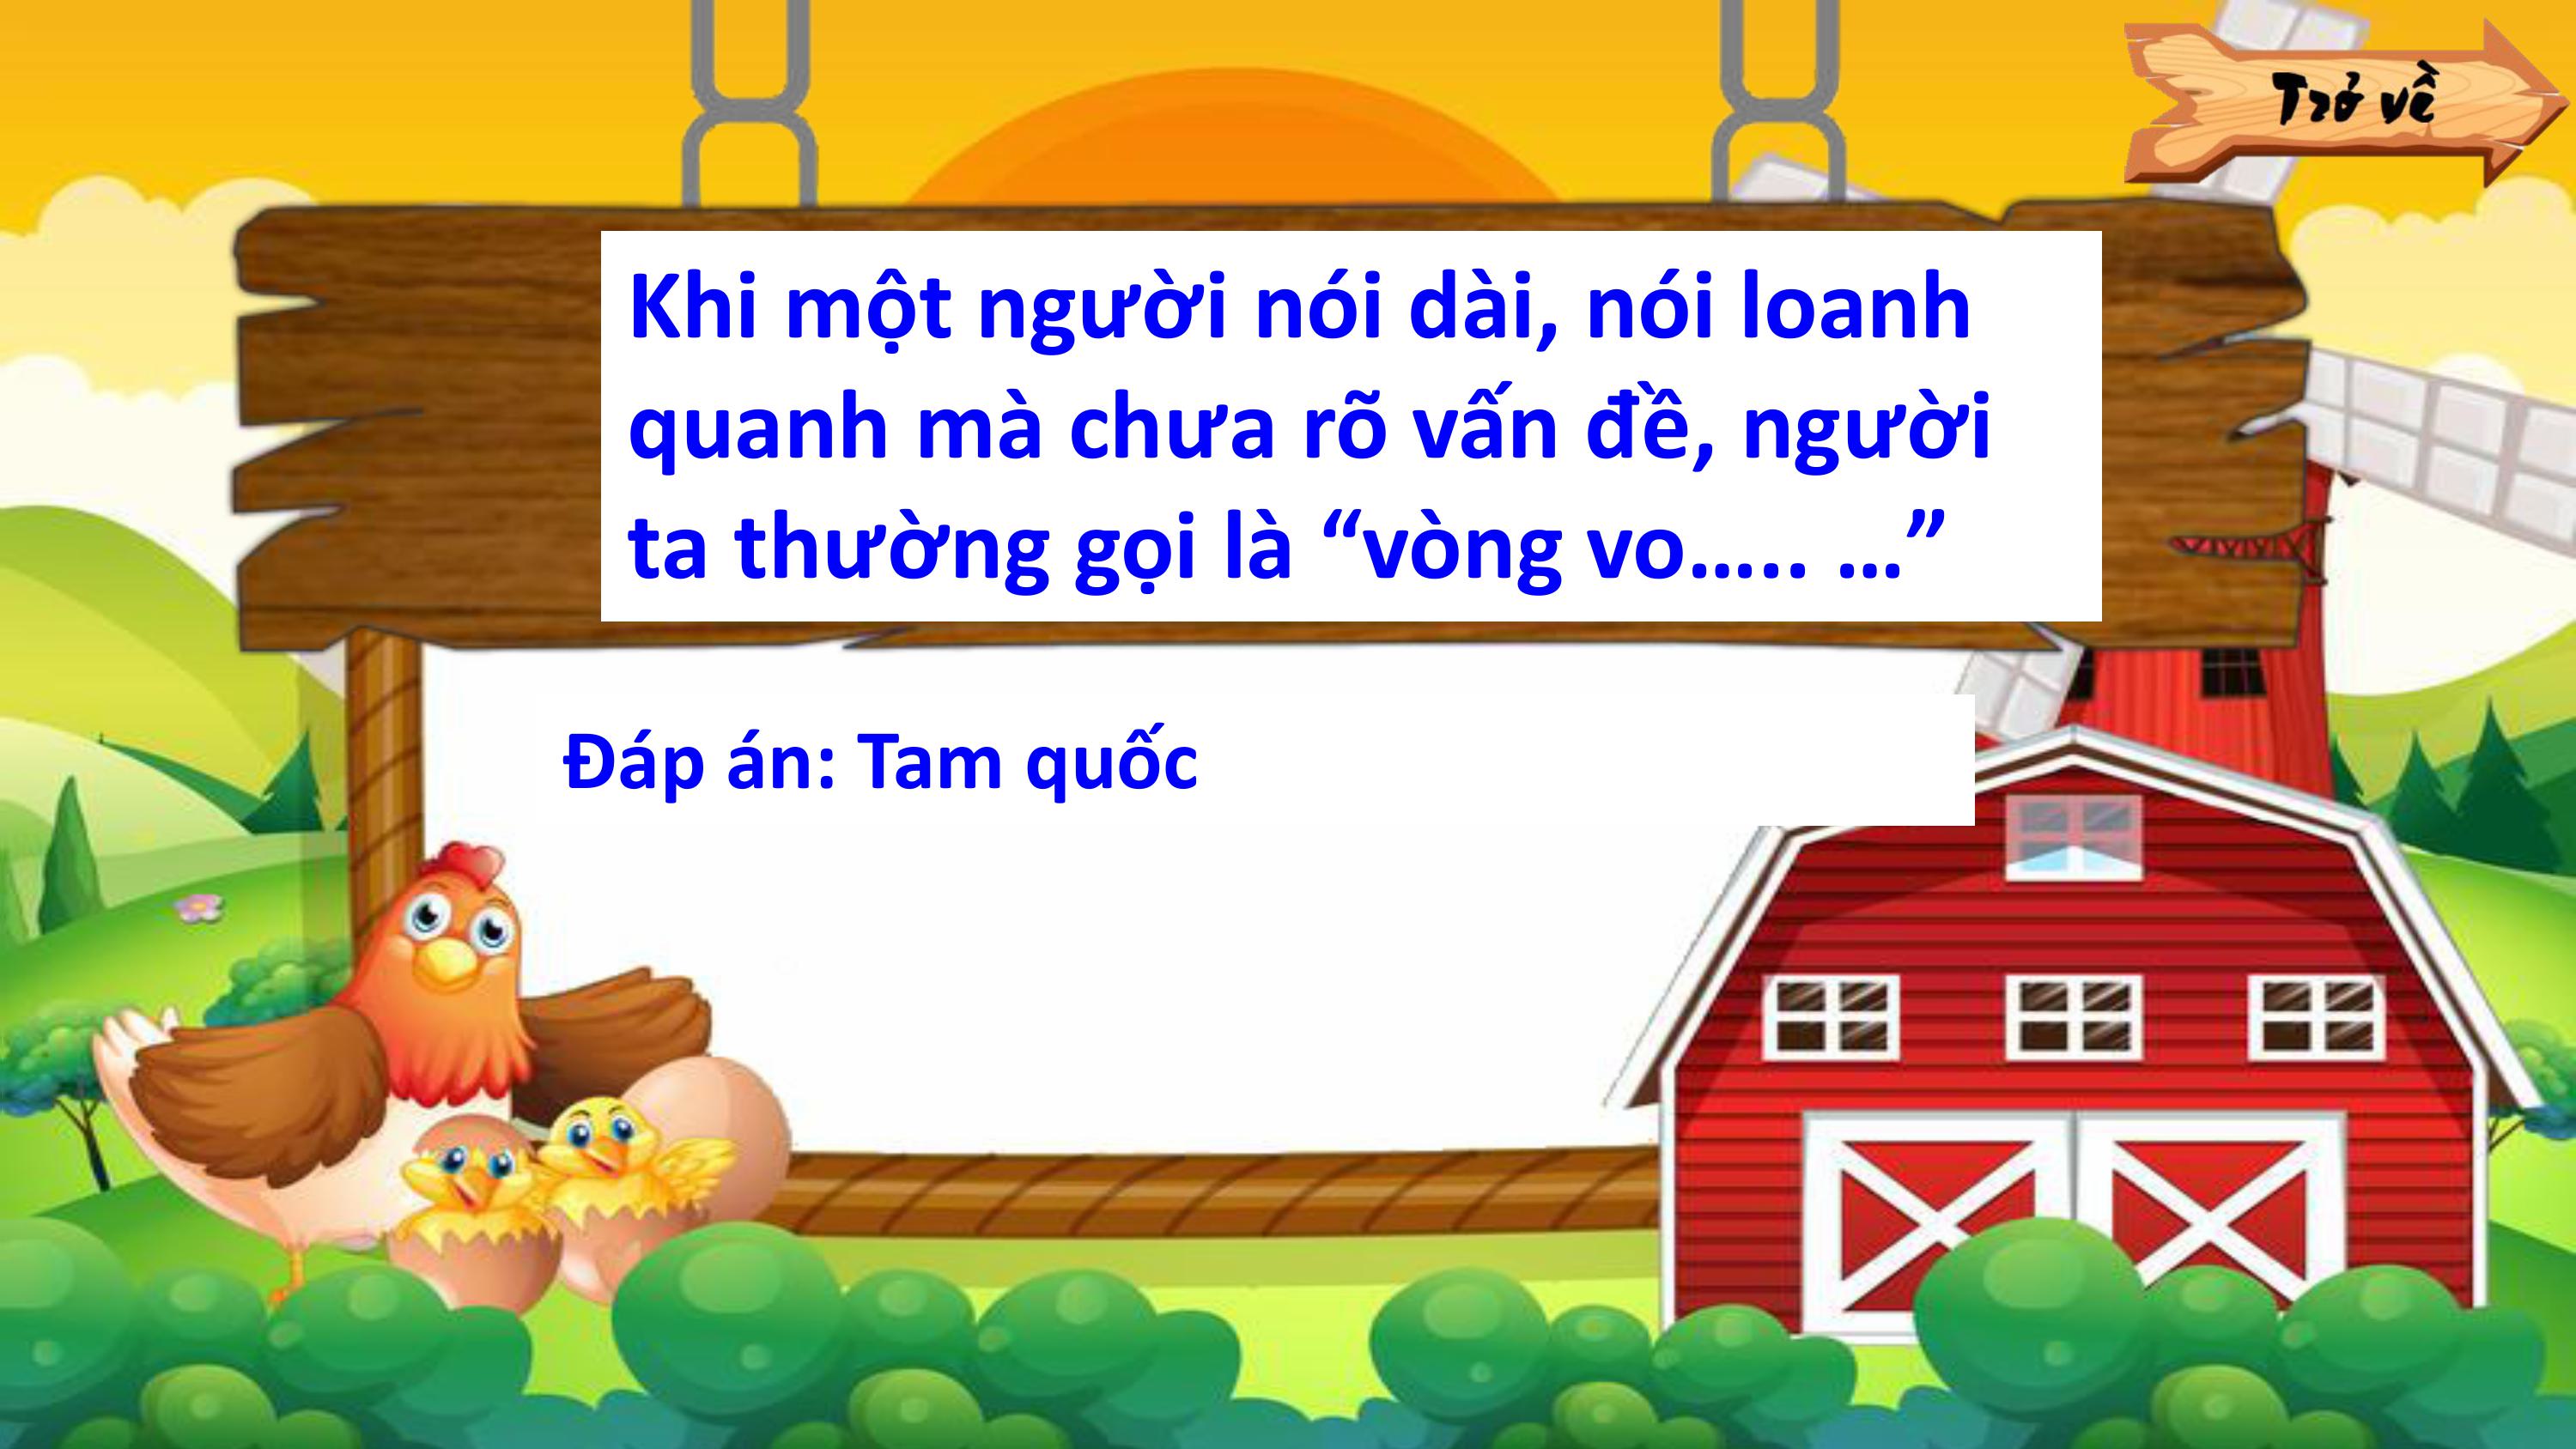 Trở về
Khi một người nói dài, nói loanh
quanh mà chưa rõ vấn đề, người
ta thường gọi là “vòng vo….. …”
Đáp án: Tam quốc